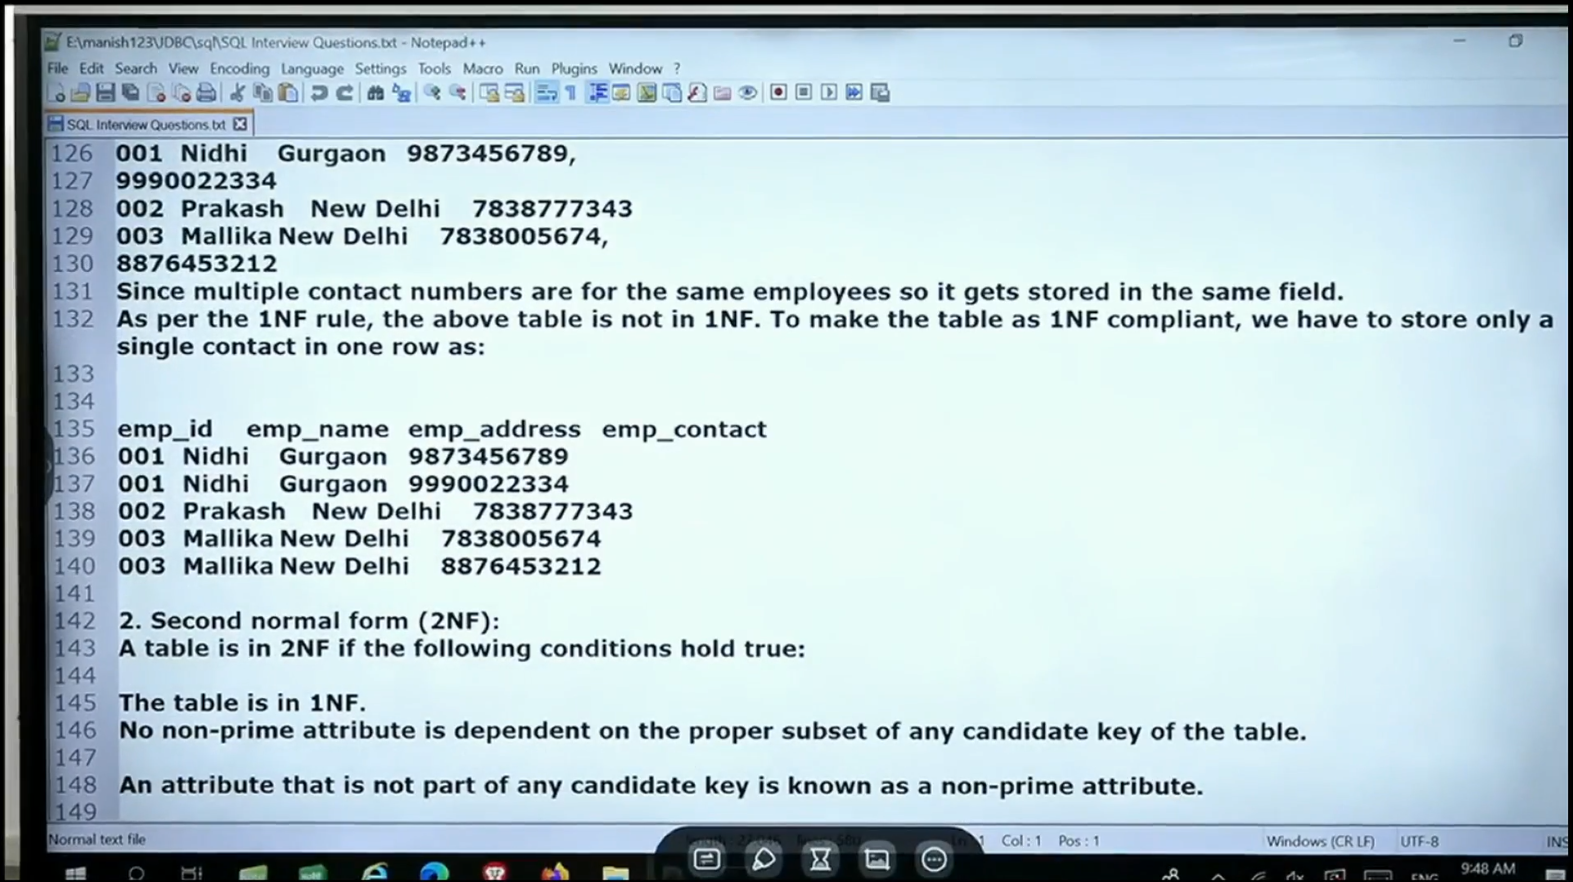 E:\manish123\JDBC\sql\SQL Interview Questions.txt - Notepad++
File Edit Search View Encoding Language Settings Tools Macro Run Plugins Window ?
SQL Interview Questions.txt
126 001 Nidhi Gurgaon 9873456789,
127 9990022334
128 002 Prakash New Delhi 7838777343
129 003 Mallika New Delhi 7838005674,
130 8876453212
131 Since multiple contact numbers are for the same employees so it gets stored in the same field.
132 As per the 1NF rule, the above table is not in 1NF. To make the table as 1NF compliant, we have to store only a
single contact in one row as:
133
134
135 emp_id emp_name emp_address emp_contact
136 001 Nidhi Gurgaon 9873456789
137 001 Nidhi Gurgaon 9990022334
138 002 Prakash New Delhi 7838777343
139 003 Mallika New Delhi 7838005674
140 003 Mallika New Delhi 8876453212
141
142 2. Second normal form (2NF):
143 A table is in 2NF if the following conditions hold true:
144
145 The table is in 1NF.
146 No non-prime attribute is dependent on the proper subset of any candidate key of the table.
147
148 An attribute that is not part of any candidate key is known as a non-prime attribute.
149
Normal text file Col : 1 Pos : 1 Windows (CR LF) UTF-8 INS
ENG 9:48 AM